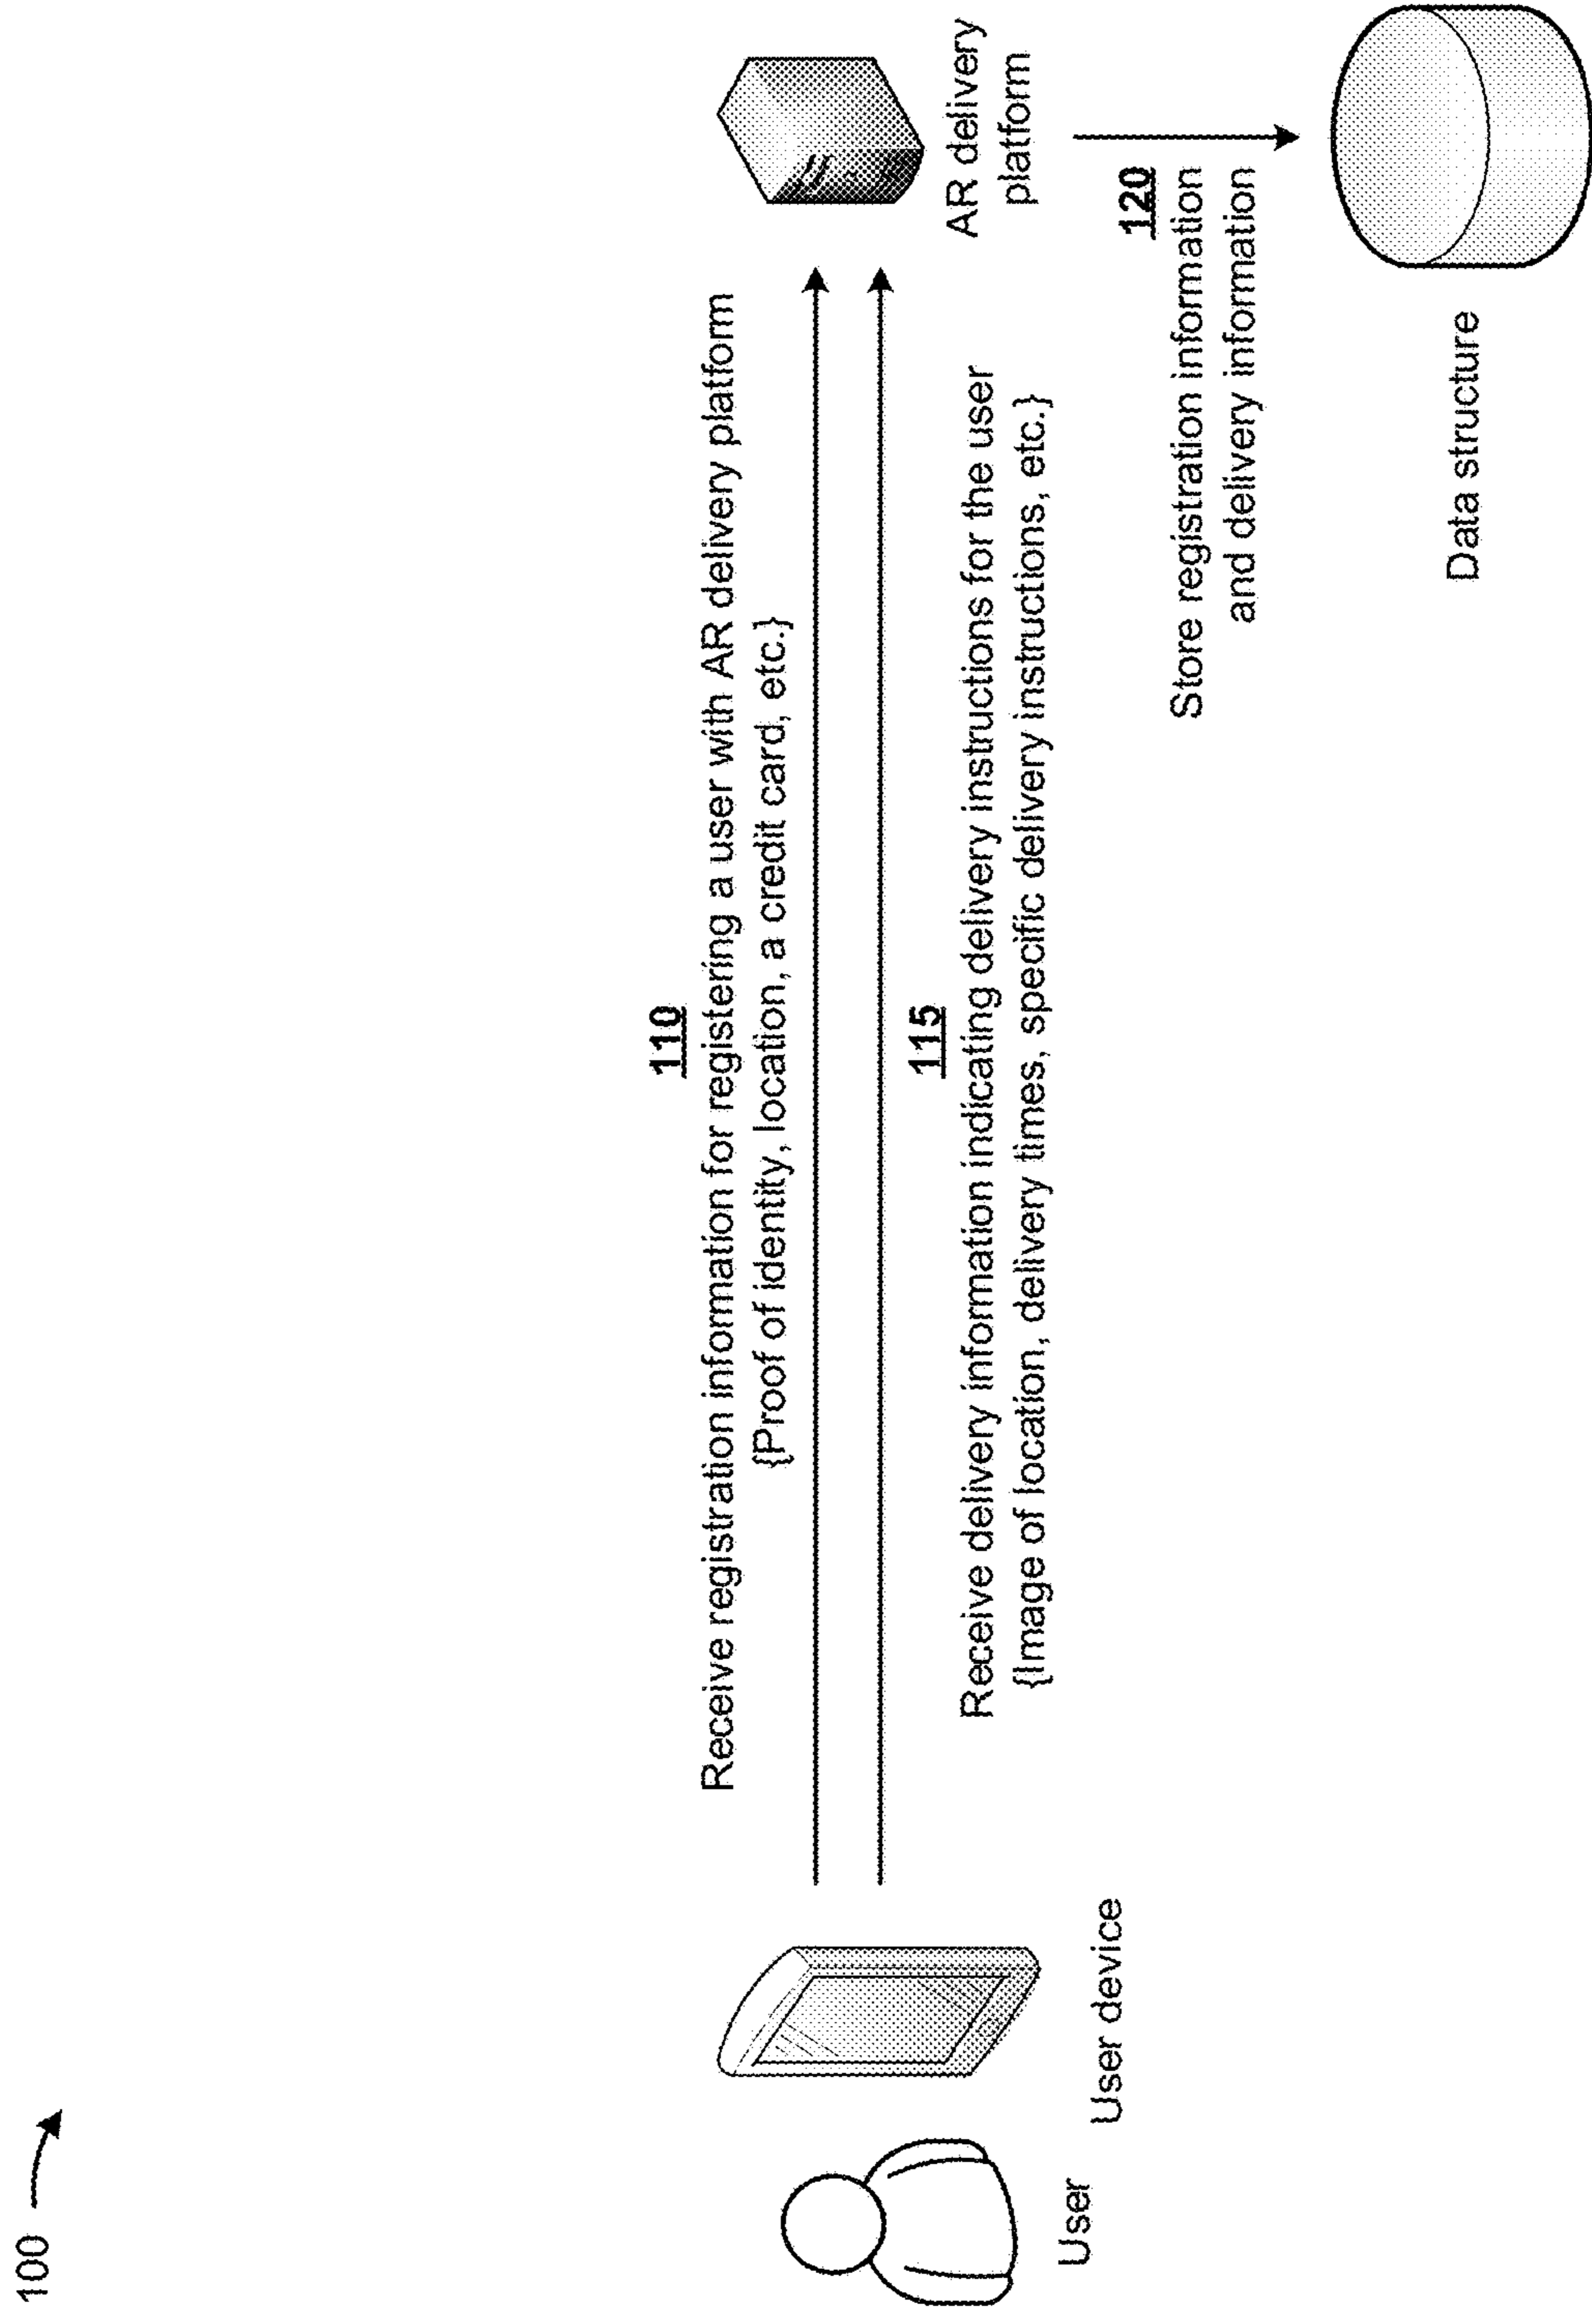 100
110
Receive registration information for registering a user with AR delivery platform
{Proof of identity, location, a credit card, etc.}
115
Receive delivery information indicating delivery instructions for the user
{Image of location, delivery times, specific delivery instructions, etc.}
User
User device
AR delivery
platform
120
Store registration information
and delivery information
Data structure